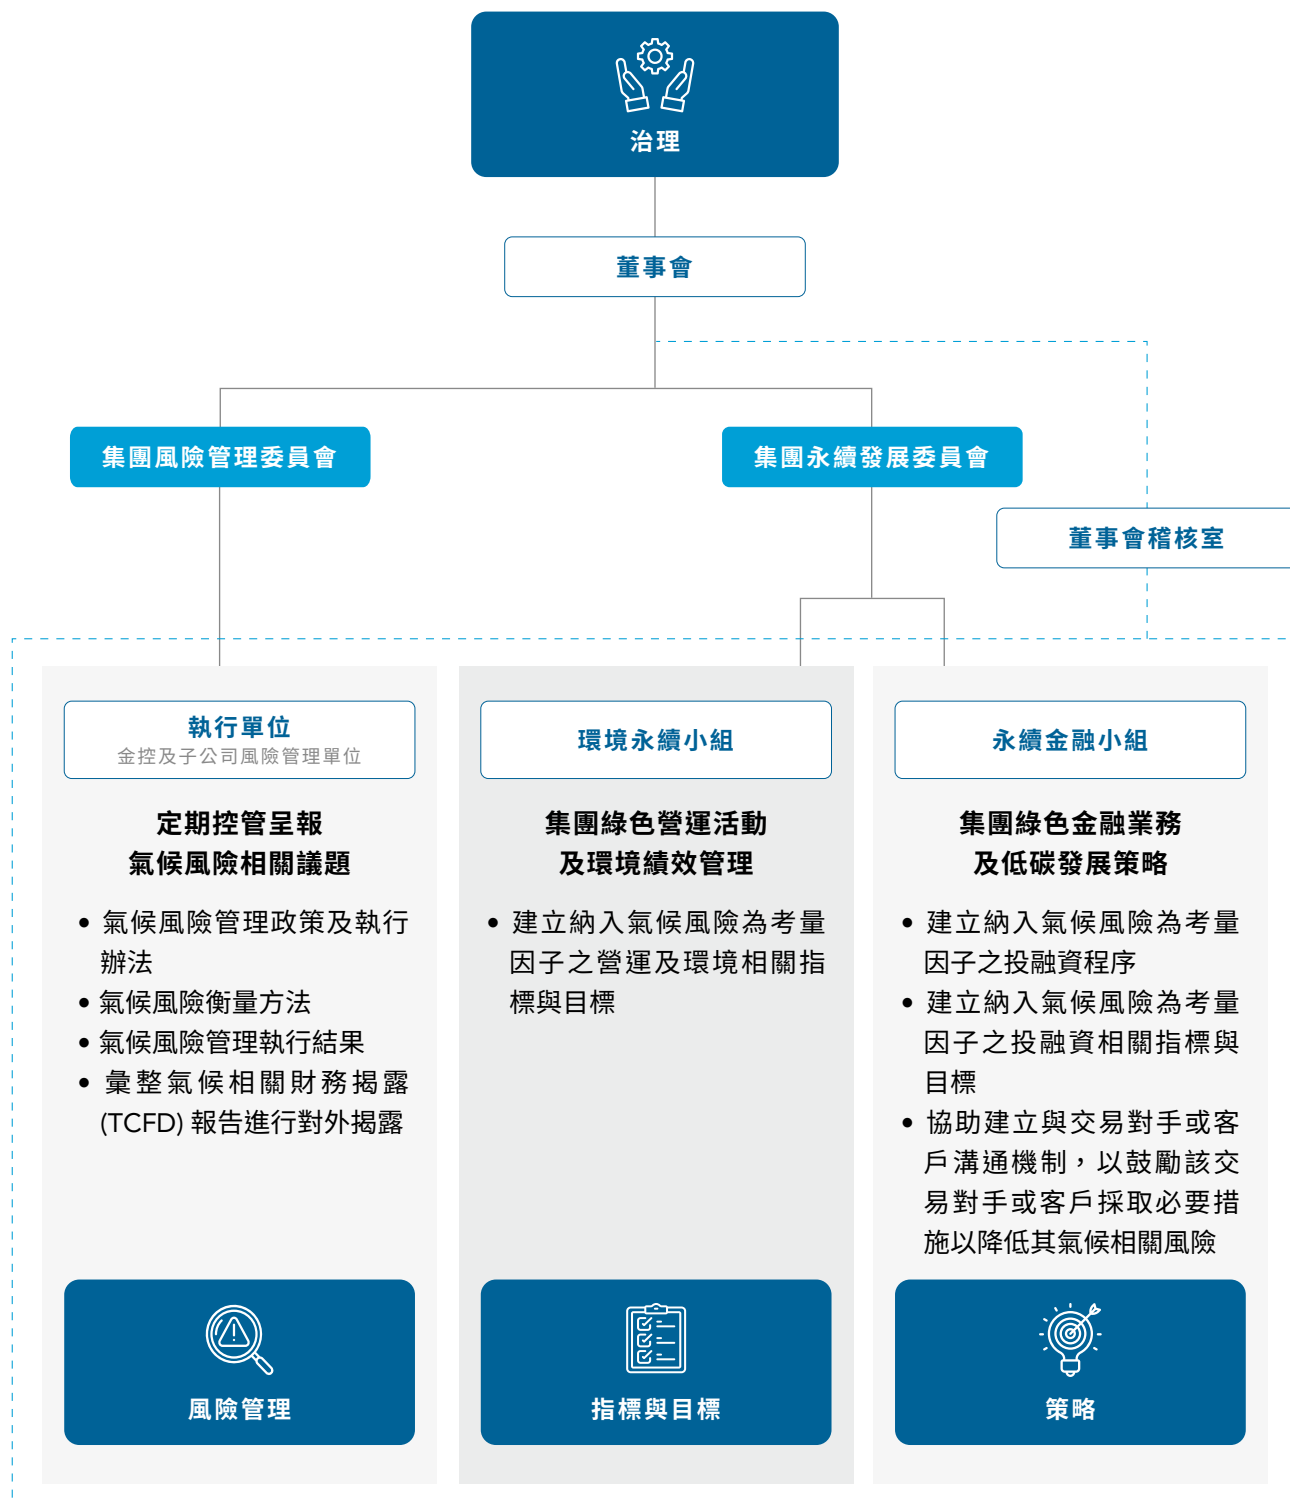 治理
董事會
集團風險管理委員會
集團永續發展委員會
董事會稽核室
執行單位
金控及子公司風險管理單位
定期控管呈報
氣候風險相關議題
• 氣候風險管理政策及執行
辦法
• 氣候風險衡量方法
• 氣候風險管理執行結果
• 彙整氣候相關財務揭露
(TCFD) 報告進行對外揭露
風險管理
環境永續小組
集團綠色營運活動
及環境績效管理
• 建立納入氣候風險為考量
因子之營運及環境相關指
標與目標
指標與目標
永續金融小組
集團綠色金融業務
及低碳發展策略
• 建立納入氣候風險為考量
因子之投融資程序
• 建立納入氣候風險為考量
因子之投融資相關指標與
目標
• 協助建立與交易對手或客
戶溝通機制，以鼓勵該交
易對手或客戶採取必要措
施以降低其氣候相關風險
策略